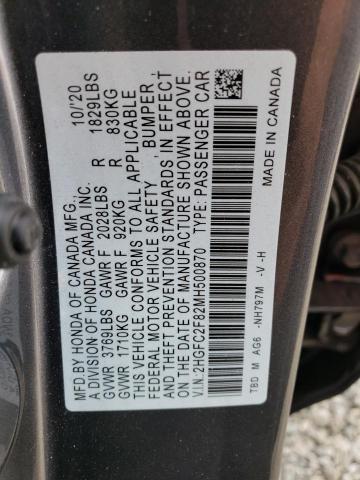 MFD.BY HONDA OF CANADA MFG., 10/'20
A DIVISION OF HONDA CANADA INC.
GVWR 3769LBS GAWR F 2028LBS R 1829LBS
GVWR 1710KG GAWR F 920KG R 830KG
THIS VEHICLE CONFORMS TO ALL APPLICABLE
FEDERAL MOTOR VEHICLE SAFETY, BUMPER,
AND THEFT PREVENTION STANDARDS IN EFFECT
ON THE DATE OF MANUFACTURE SHOWN ABOVE.
V.I.N.:2HGFC2F82MH500870 TYPE: PASSENGER CAR
TBD M AG6 -NH797M -V -H
MADE IN CANADA